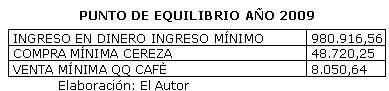 PUNTO DE EQUILIBRIO AÑO 2009
INGRESO EN DINERO INGRESO MÍNIMO 980.916,56
COMPRA MÍNIMA CEREZA 48.720,25
VENTA MÍNIMA QQ CAFÈ 8.050,64
Elaboración: El Autor